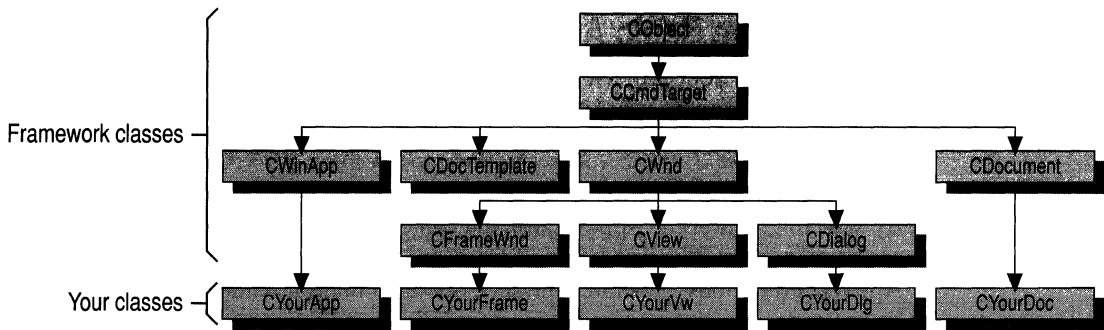 CObject
CCmdTarget
Framework classes
CWinApp
CDocTemplate
CWnd
CDocument
CFrameWnd
CView
CDialog
Your classes
CYourApp
CYourFrame
CYourVw
CYourDlg
CYourDoc